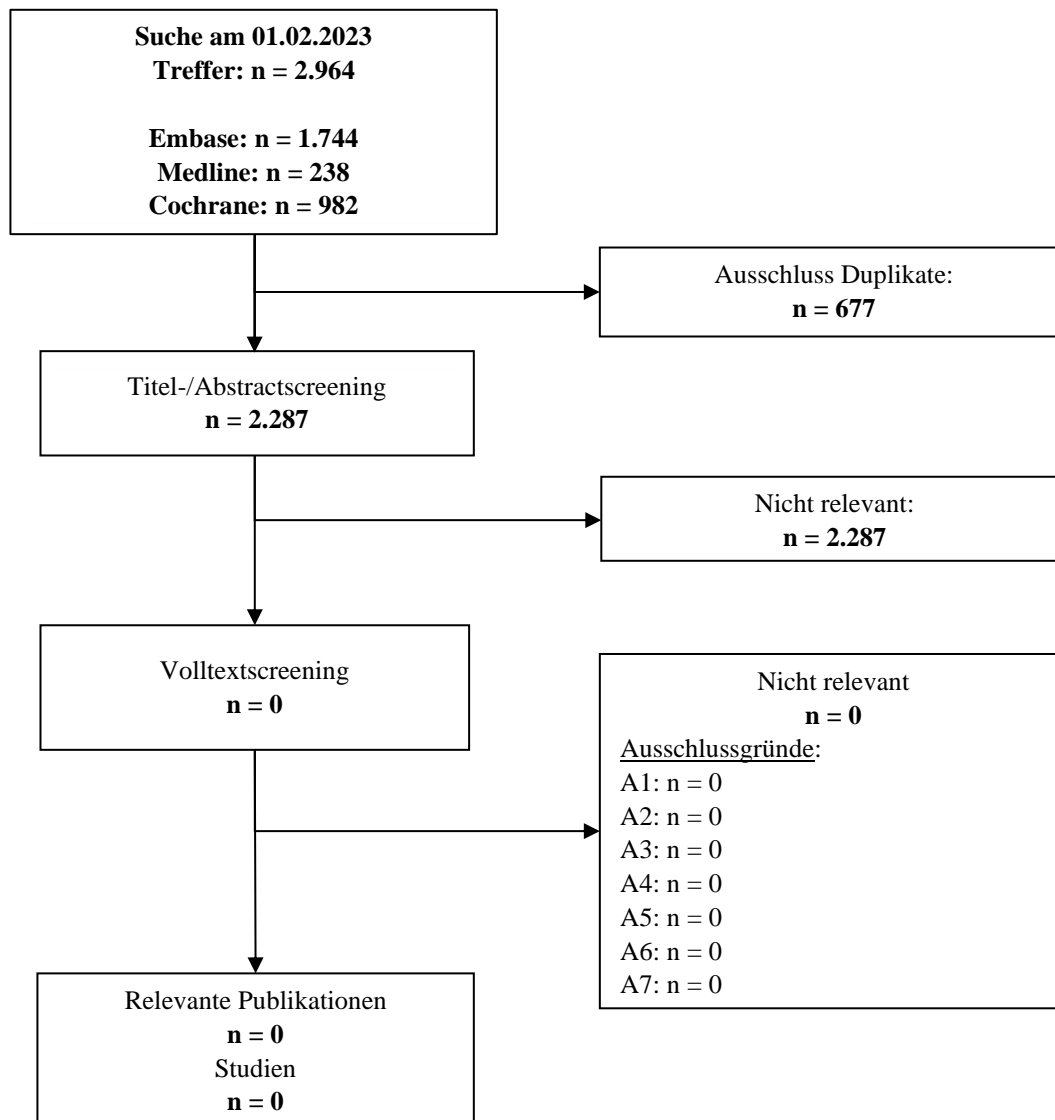 Suche am 01.02.2023
Treffer: n = 2.964
Embase: n = 1.744
Medline: n = 238
Cochrane: n = 982
Ausschluss Duplikate:
n = 677
Titel-/Abstractscreening
n = 2.287
Nicht relevant:
n = 2.287
Volltextscreening
n = 0
Nicht relevant
n = 0
Ausschlussgründe:
A1: n = 0
A2: n = 0
A3: n = 0
A4: n = 0
A5: n = 0
A6: n = 0
A7: n = 0
Relevante Publikationen
n = 0
Studien
n = 0